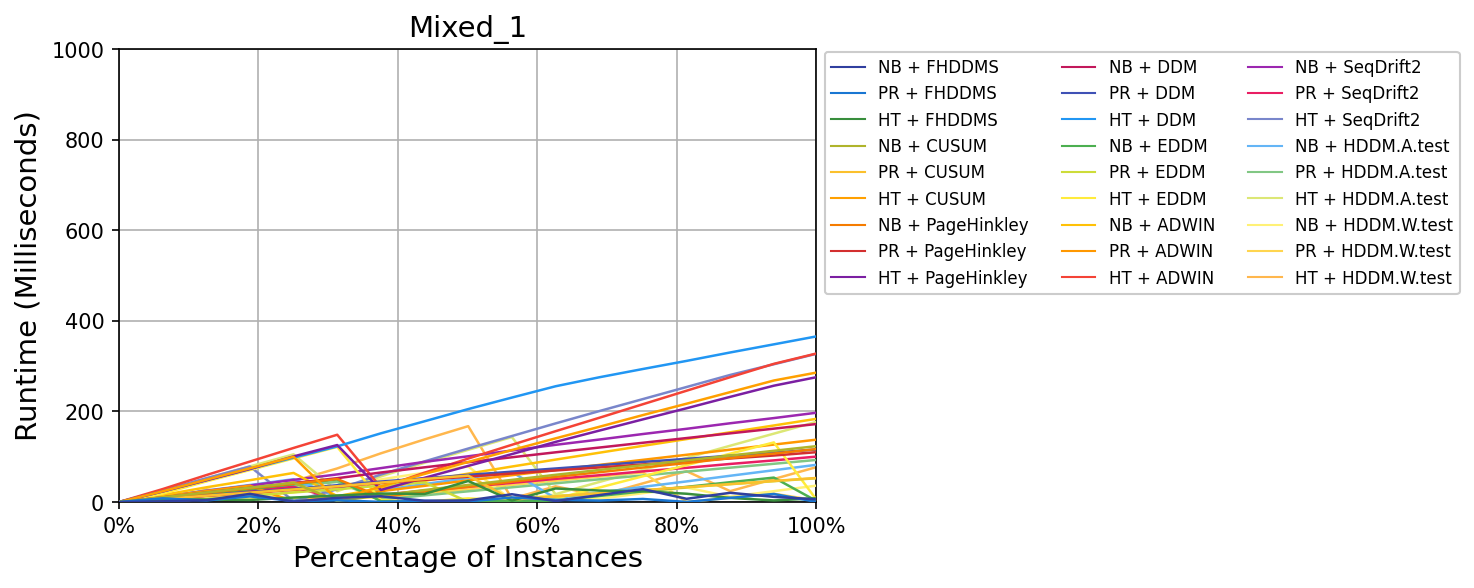 Mixed_1
Runtime (Milliseconds)
1000
800
600
400
200
0
0%
20%
40%
60%
80%
100%
Percentage of Instances
NB + FHDDMS
PR + FHDDMS
HT + FHDDMS
NB + CUSUM
PR + CUSUM
HT + CUSUM
NB + PageHinkley
PR + PageHinkley
HT + PageHinkley
NB + DDM
PR + DDM
HT + DDM
NB + EDDM
PR + EDDM
HT + EDDM
NB + ADWIN
PR + ADWIN
HT + ADWIN
NB + SeqDrift2
PR + SeqDrift2
HT + SeqDrift2
NB + HDDM.A.test
PR + HDDM.A.test
HT + HDDM.A.test
NB + HDDM.W.test
PR + HDDM.W.test
HT + HDDM.W.test